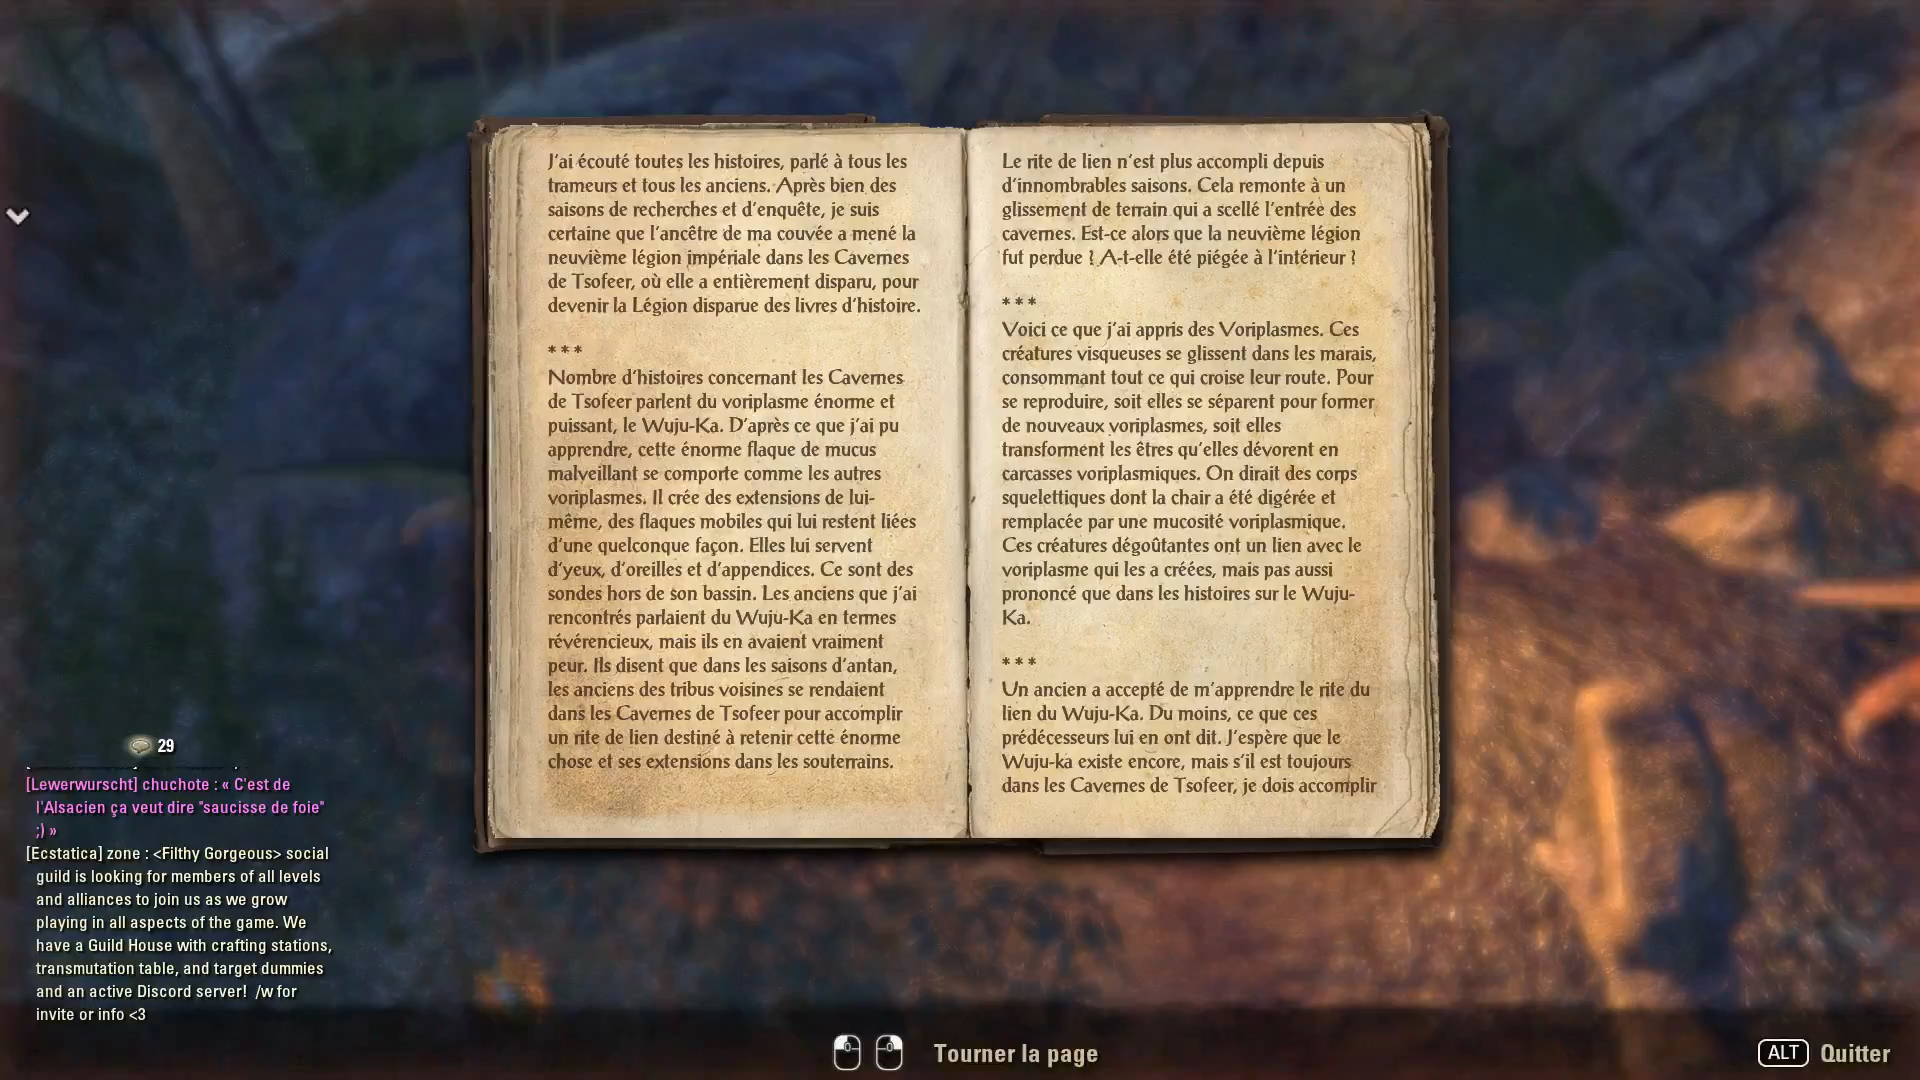 J'ai écouté toutes les histoires, parlé à tous les
trameurs et tous les anciens. Après bien des
saisons de recherches et d'enquête, je suis
certaine que l'ancêtre de ma couvée a mené la
neuvième légion impériale dans les Cavernes
de Tsofeer, où elle a entièrement disparu, pour
devenir la Légion disparue des livres d'histoire.
* * *
Nombre d'histoires concernant les Cavernes
de Tsofeer parlent du voriplasme énorme et
puissant, le Wuju-Ka. D'après ce que j'ai pu
apprendre, cette énorme flaque de mucus
malveillant se comporte comme les autres
voriplasmes. Il crée des extensions de lui-
même, des flaques mobiles qui lui restent liées
d'une quelconque façon. Elles lui servent
d'yeux, d'oreilles et d'appendices. Ce sont des
sondes hors de son bassin. Les anciens que j'ai
rencontrés parlaient du Wuju-Ka en termes
révérencieux, mais ils en avaient vraiment
peur. Ils disent que dans les saisons d'antan,
les anciens des tribus voisines se rendaient
dans les Cavernes de Tsofeer pour accomplir
un rite de lien destiné à retenir cette énorme
chose et ses extensions dans les souterrains.
Le rite de lien n'est plus accompli depuis
d'innombrables saisons. Cela remonte à un
glissement de terrain qui a scellé l'entrée des
cavernes. Est-ce alors que la neuvième légion
fut perdue ? A-t-elle été piégée à l'intérieur ?
* * *
Voici ce que j'ai appris des Voriplasmes. Ces
créatures visqueuses se glissent dans les marais,
consommant tout ce qui croise leur route. Pour
se reproduire, soit elles se séparent pour former
de nouveaux voriplasmes, soit elles
transforment les êtres qu'elles dévorent en
carcasses voriplasmiques. On dirait des corps
squelettiques dont la chair a été digérée et
remplacée par une mucosité voriplasmique.
Ces créatures dégoûtantes ont un lien avec le
voriplasme qui les a créées, mais pas aussi
prononcé que dans les histoires sur le Wuju-
Ka.
* * *
Un ancien a accepté de m'apprendre le rite du
lien du Wuju-Ka. Du moins, ce que ces
prédécesseurs lui en ont dit. J'espère que le
Wuju-ka existe encore, mais s'il est toujours
dans les Cavernes de Tsofeer, je dois accomplir
29
[Lewerwurscht] chuchote : « C'est de
l'Alsacien ça veut dire "saucisse de foie"
;) »
[Ecstatica] zone : <Filthy Gorgeous> social
guild is looking for members of all levels
and alliances to join us as we grow
playing in all aspects of the game. We
have a Guild House with crafting stations,
transmutation table, and target dummies
and an active Discord server! /w for
invite or info <3
Tourner la page
ALT Quitter